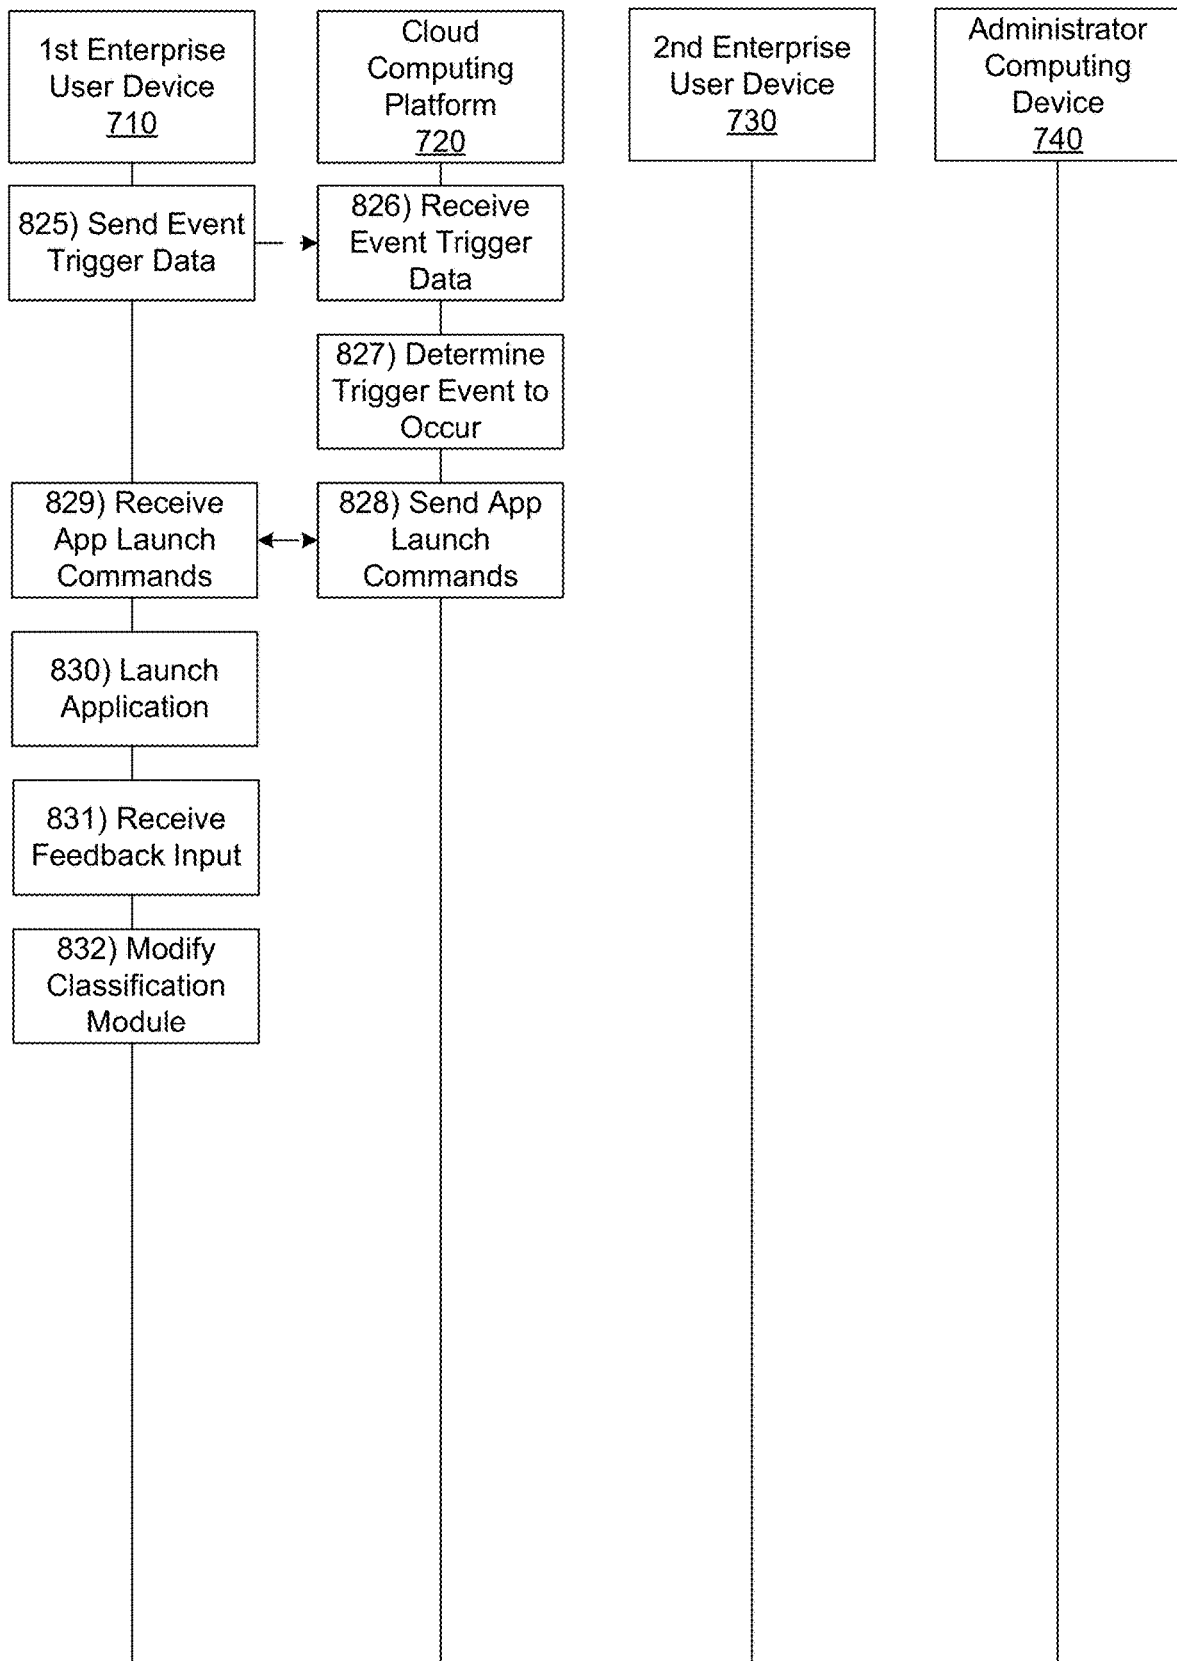 1st Enterprise
User Device
710
Cloud
Computing
Platform
720
2nd Enterprise
User Device
730
Administrator
Computing
Device
740
825) Send Event
Trigger Data
826) Receive
Event Trigger
Data
827) Determine
Trigger Event to
Occur
829) Receive
App Launch
Commands
828) Send App
Launch
Commands
830) Launch
Application
831) Receive
Feedback Input
832) Modify
Classification
Module